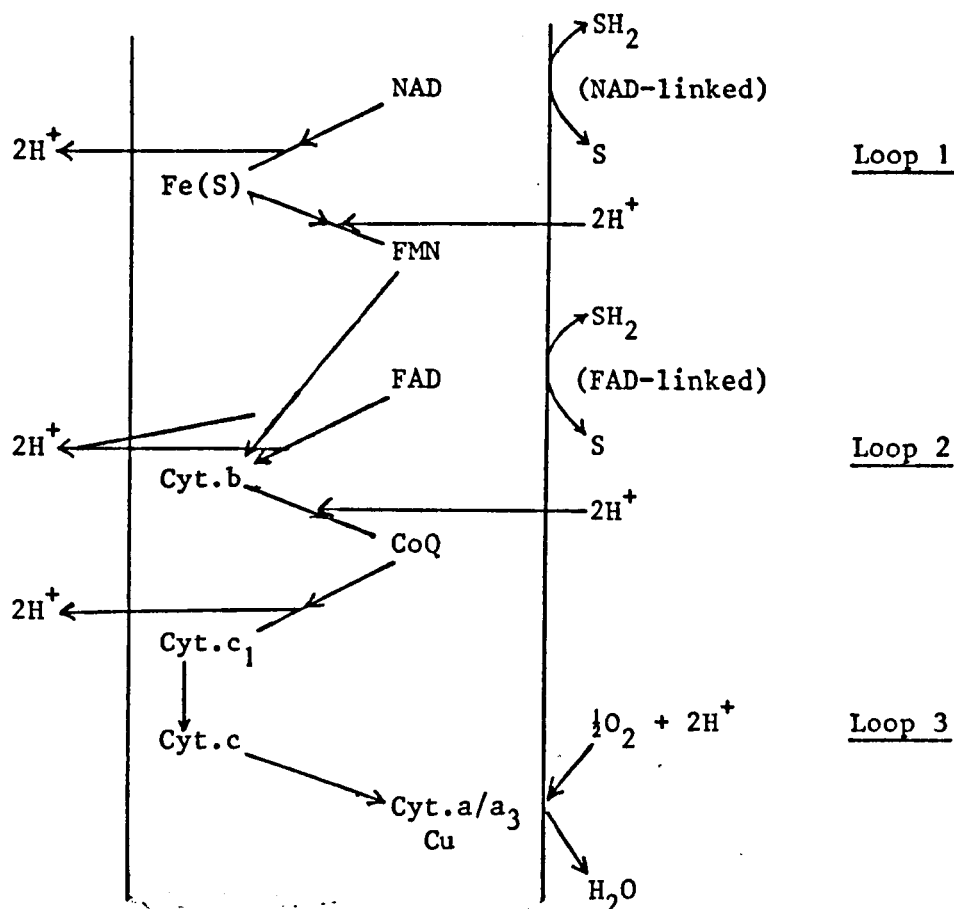 SH2
NAD
(NAD-linked)
2H+
S
Loop 1
Fe(S)
2H+
FMN
SH2
FAD
(FAD-linked)
2H+
S
Loop 2
Cyt.b
2H+
CoQ
2H+
Cyt.c1
½O2 + 2H+
Loop 3
Cyt.c
Cyt.a/a3
Cu
H2O